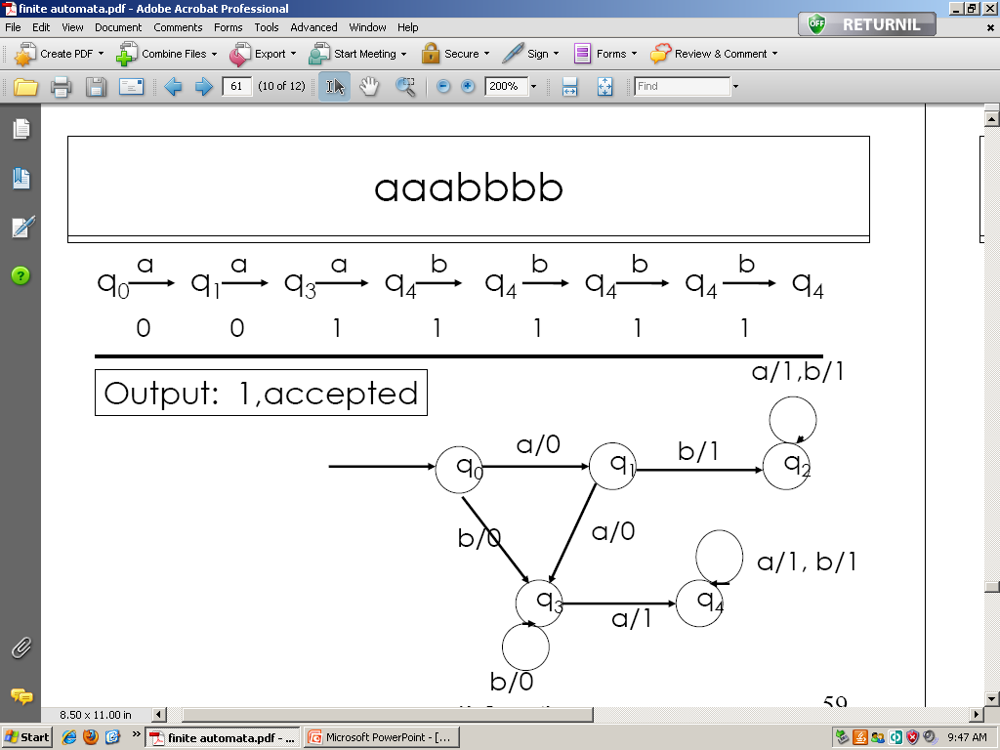 finite automata.pdf - Adobe Acrobat Professional
OFF RETURNIL
File Edit View Document Comments Forms Tools Advanced Window Help
Create PDF Combine Files Export Start Meeting Secure Sign Forms Review & Comment
61 (10 of 12) 200% Find
aaabbbb
a a a b b b b
q0 q1 q3 q4 q4 q4 q4 q4
0 0 1 1 1 1 1
Output: 1,accepted
a/1,b/1
a/0
b/1
q0 q1 q2
b/0 a/0
a/1, b/1
q3 q4
a/1
b/0
59
8.50 x 11.00 in
Start » finite automata.pdf - ... Microsoft PowerPoint - [... 9:47 AM